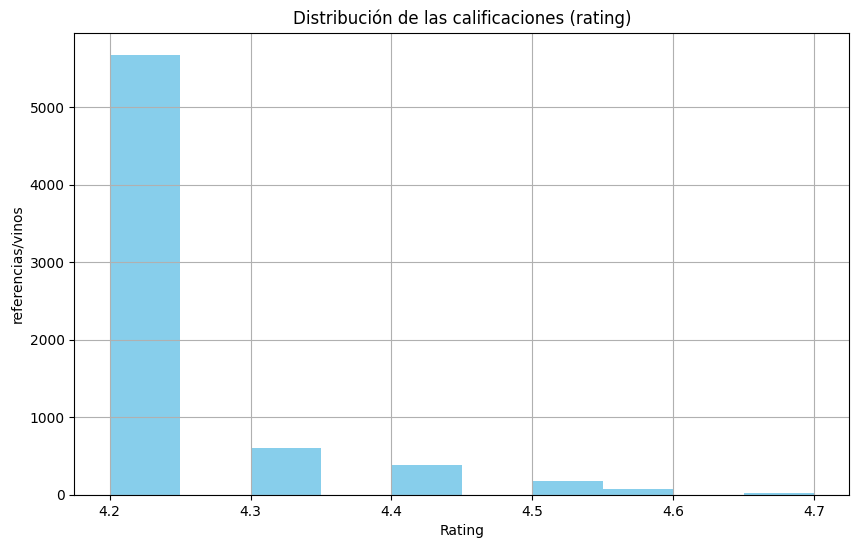 Distribución de las calificaciones (rating)
referencias/vinos
5000
4000
3000
2000
1000
0
4.2 4.3 4.4 4.5 4.6 4.7
Rating